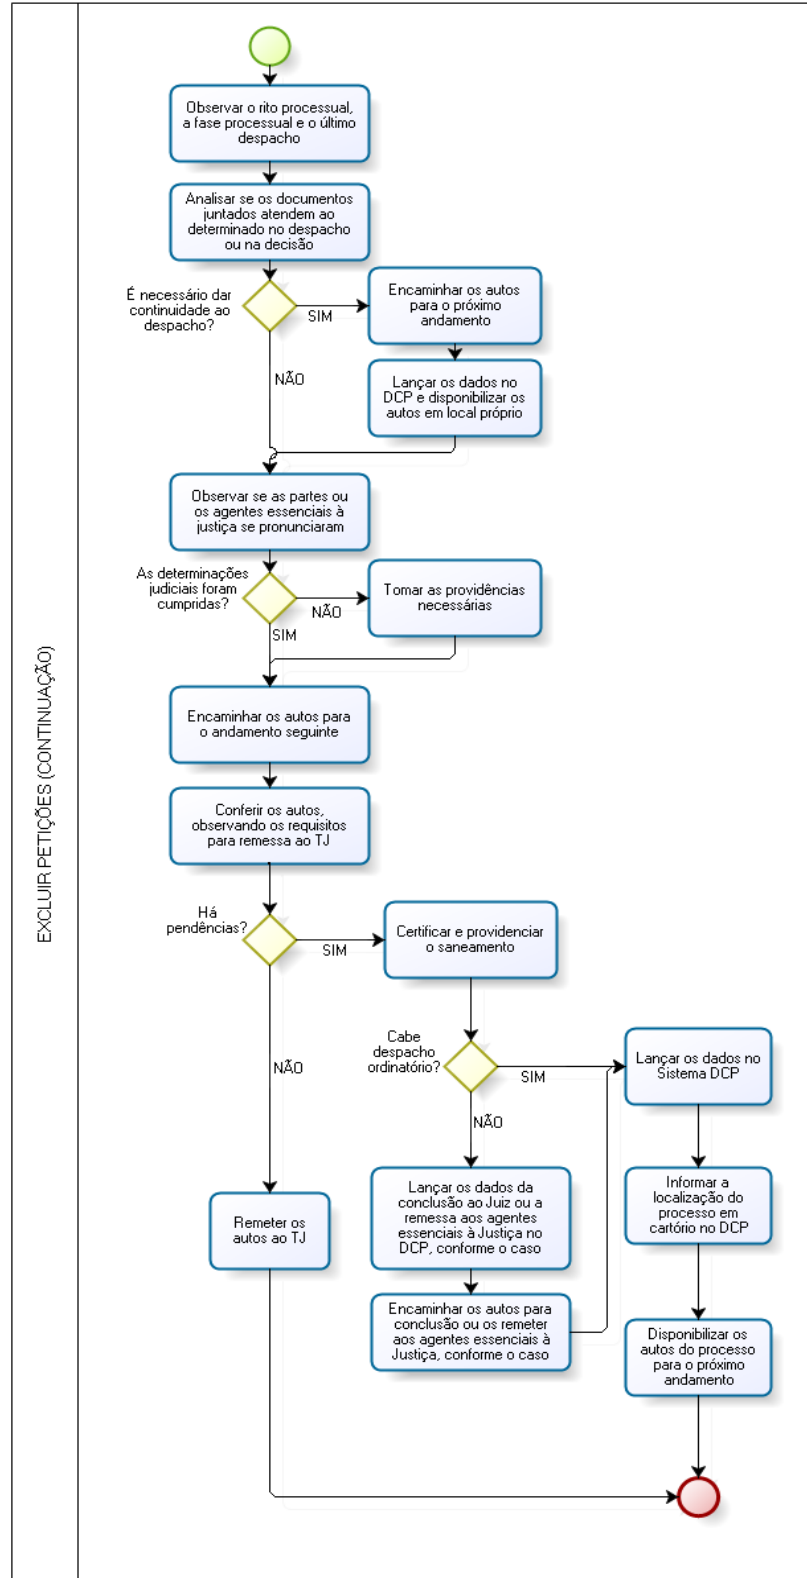 EXCLUIR PETIÇÕES (CONTINUAÇÃO)
Observar o rito processual,
a fase processual e o último
despacho
Analisar se os documentos
juntados atendem ao
determinado no despacho
ou na decisão
É necessário dar
continuidade ao
despacho?
SIM
Encaminhar os autos
para o próximo
andamento
NÃO
Lançar os dados no
DCP e disponibilizar os
autos em local próprio
Observar se as partes ou
os agentes essenciais à
justiça se pronunciaram
As determinações
judiciais foram
cumpridas?
NÃO
Tomar as providências
necessárias
SIM
Encaminhar os autos para
o andamento seguinte
Conferir os autos,
observando os requisitos
para remessa ao TJ
Há
pendências?
SIM
Certificar e providenciar
o saneamento
Cabe
despacho
ordinatório?
SIM
Lançar os dados no
Sistema DCP
NÃO
NÃO
Lançar os dados da
conclusão ao Juiz ou a
remessa aos agentes
essenciais à Justiça no
DCP, conforme o caso
Informar a
localização do
processo em
cartório no DCP
Remeter os
autos ao TJ
Encaminhar os autos para
conclusão ou os remeter
aos agentes essenciais à
Justiça, conforme o caso
Disponibilizar os
autos do processo
para o próximo
andamento